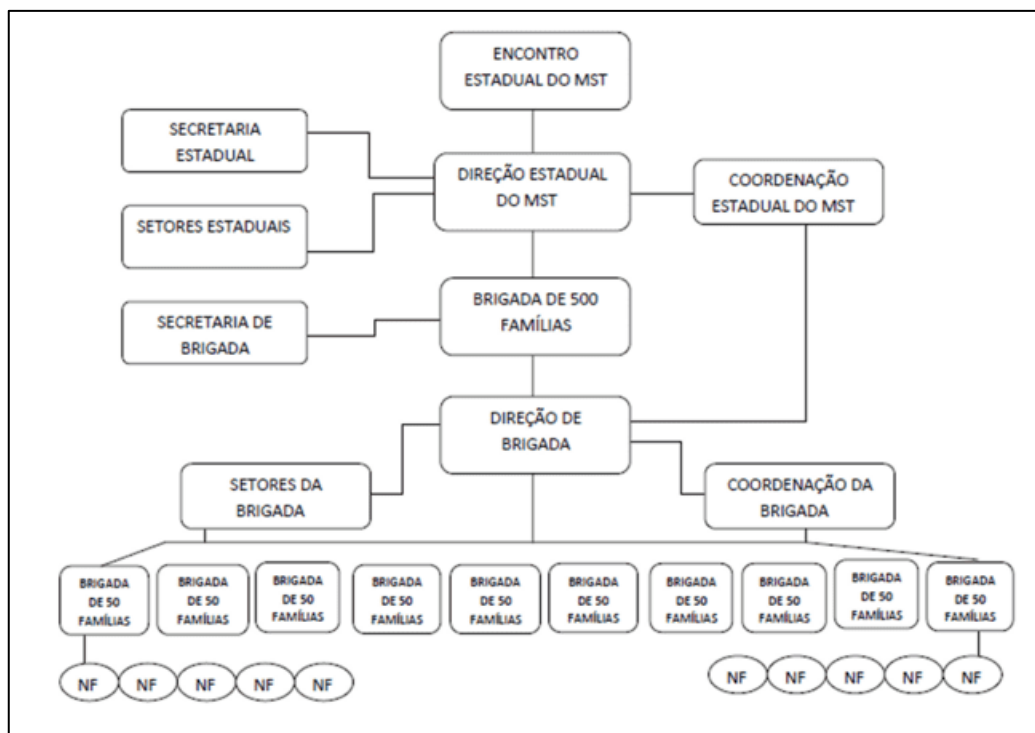 ENCONTRO
ESTADUAL DO MST
SECRETARIA
ESTADUAL
DIREÇÃO ESTADUAL
DO MST
COORDENAÇÃO
ESTADUAL DO MST
SETORES ESTADUAIS
BRIGADA DE 500
FAMÍLIAS
SECRETARIA DE
BRIGADA
DIREÇÃO DE
BRIGADA
SETORES DA
BRIGADA
COORDENAÇÃO DA
BRIGADA
BRIGADA
DE 50
FAMÍLIAS
BRIGADA
DE 50
FAMÍLIAS
BRIGADA
DE 50
FAMÍLIAS
BRIGADA
DE 50
FAMÍLIAS
BRIGADA
DE 50
FAMÍLIAS
BRIGADA
DE 50
FAMÍLIAS
BRIGADA
DE 50
FAMÍLIAS
BRIGADA
DE 50
FAMÍLIAS
BRIGADA
DE 50
FAMÍLIAS
BRIGADA
DE 50
FAMÍLIAS
NF
NF
NF
NF
NF
NF
NF
NF
NF
NF